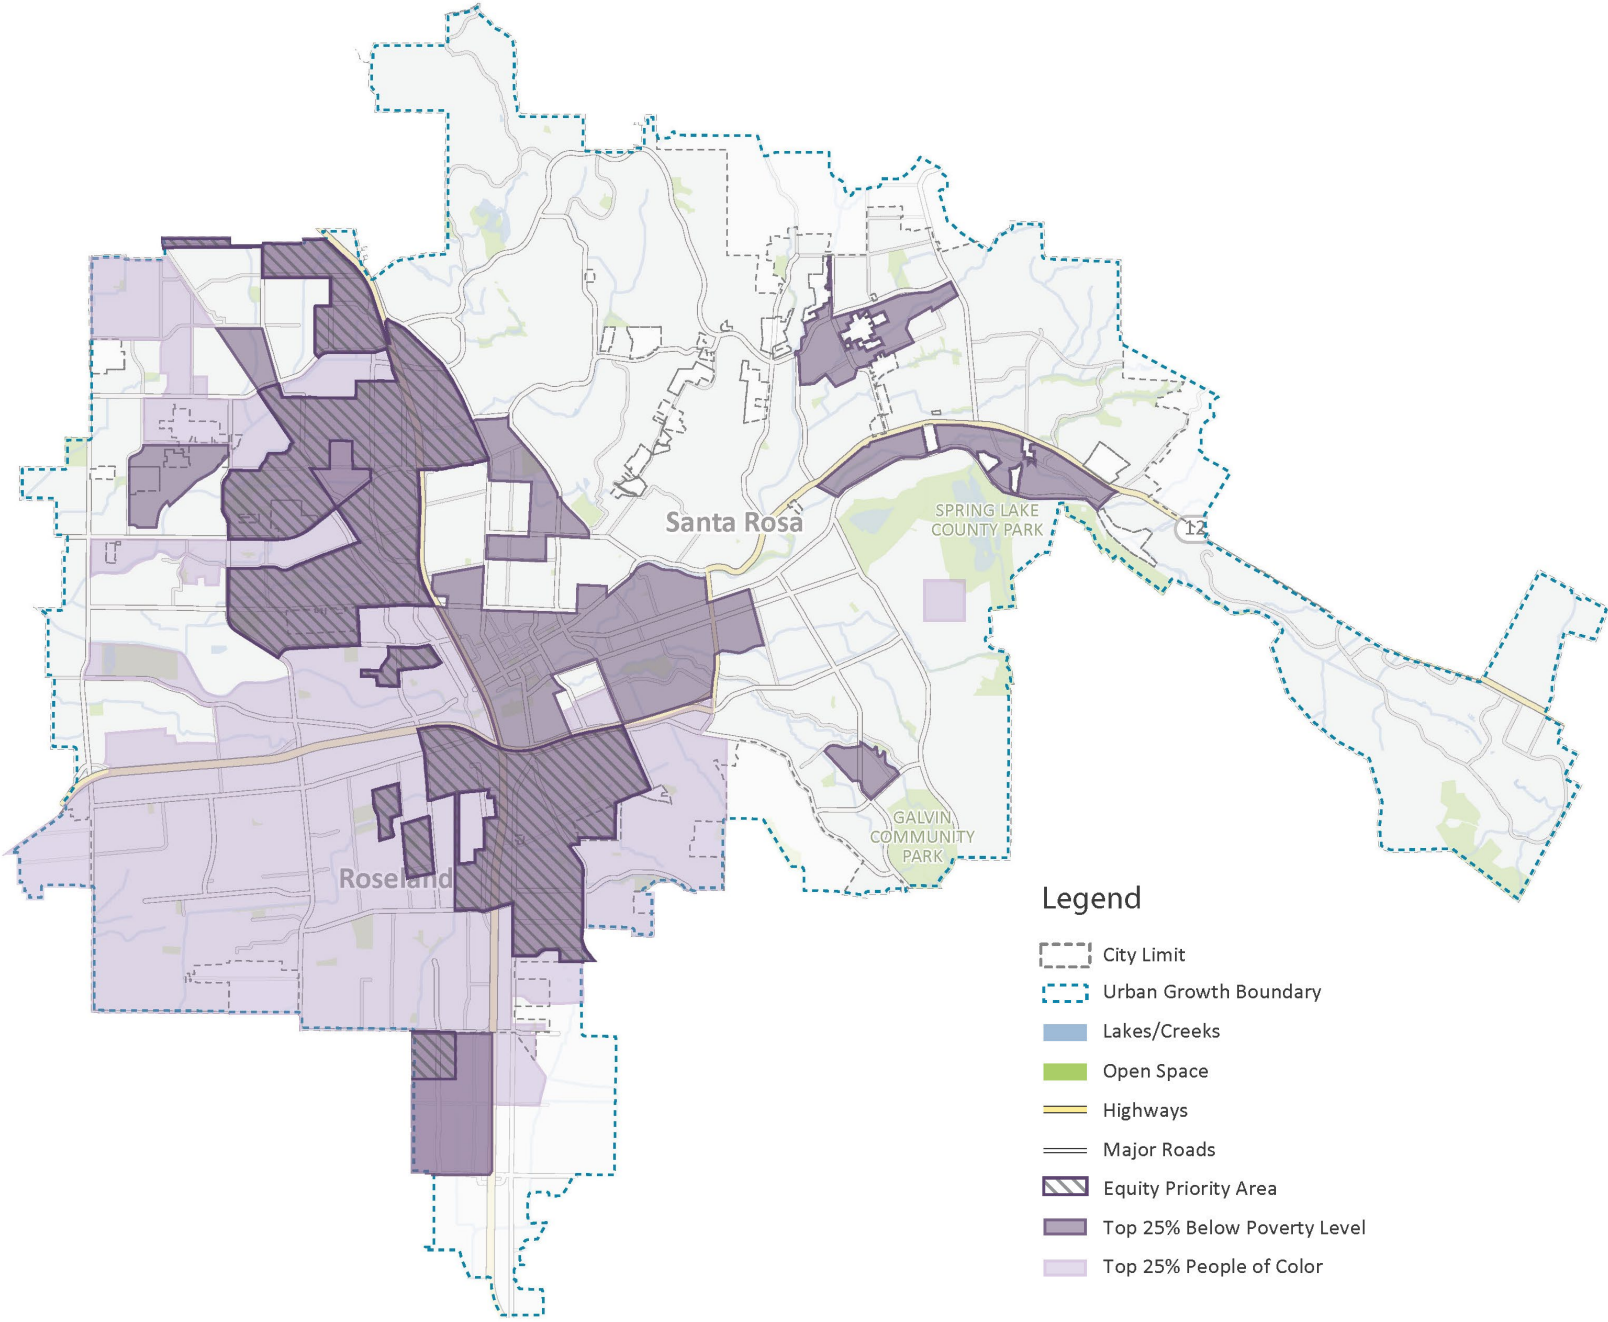 Santa Rosa
SPRING LAKE
COUNTY PARK
12
GALVIN
COMMUNITY
PARK
Roseland
Legend
City Limit
Urban Growth Boundary
Lakes/Creeks
Open Space
Highways
Major Roads
Equity Priority Area
Top 25% Below Poverty Level
Top 25% People of Color